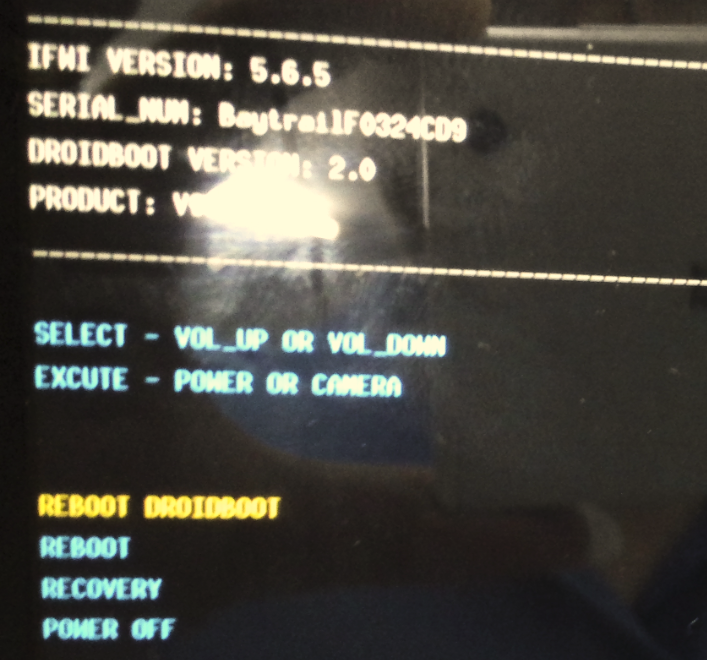 IFWI VERSION: 5.6.5
SERIAL_NUM: BaytrailF0324CD9
DROIDBOOT VERSION: 2.0
PRODUCT:
SELECT - VOL_UP OR VOL_DOWN
EXCUTE - POWER OR CAMERA
REBOOT DROIDBOOT
REBOOT
RECOVERY
POWER OFF